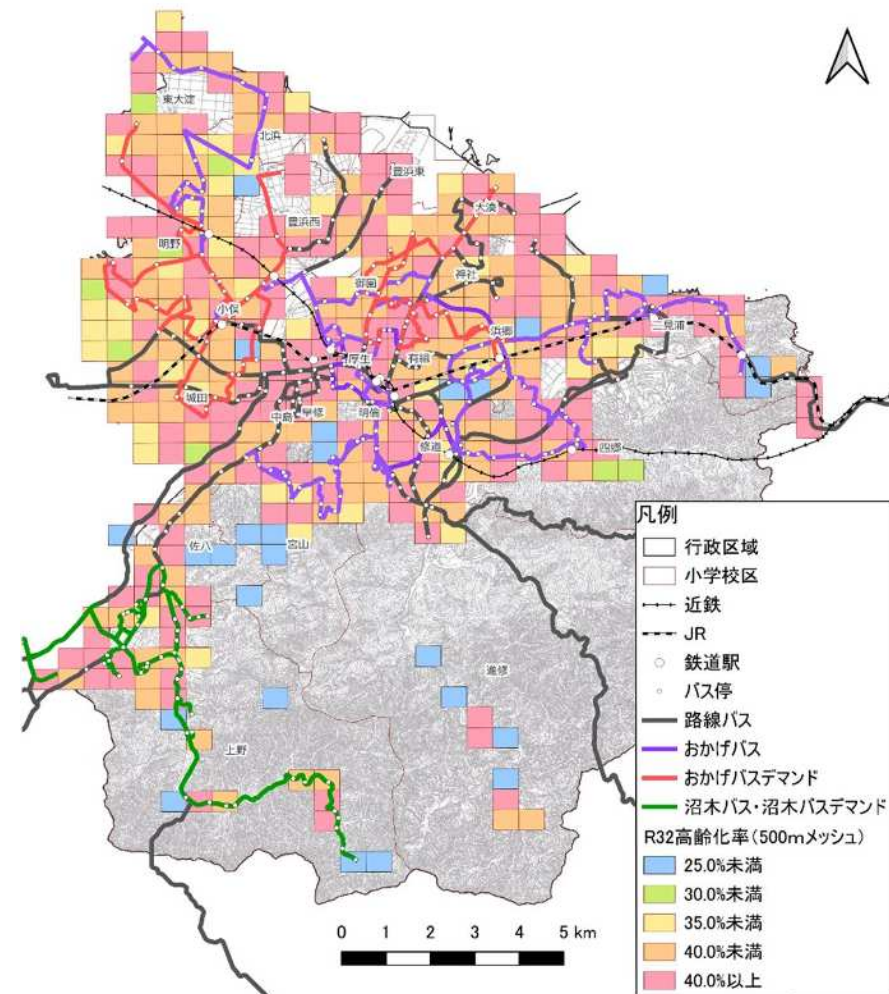 東大淀
北浜
豊浜東
豊浜西
大湊
明野
神社
御薗
小俣
二見浦
浜郷
厚生
有緝
城田
早修
明倫
中島
修道
四郷
佐八
宮山
進修
上野
凡例
行政区域
小学校区
近鉄
JR
鉄道駅
バス停
路線バス
おかげバス
おかげバスデマンド
沼木バス・沼木バスデマンド
R32高齢化率(500mメッシュ)
25.0%未満
30.0%未満
35.0%未満
40.0%未満
40.0%以上
0 1 2 3 4 5 km